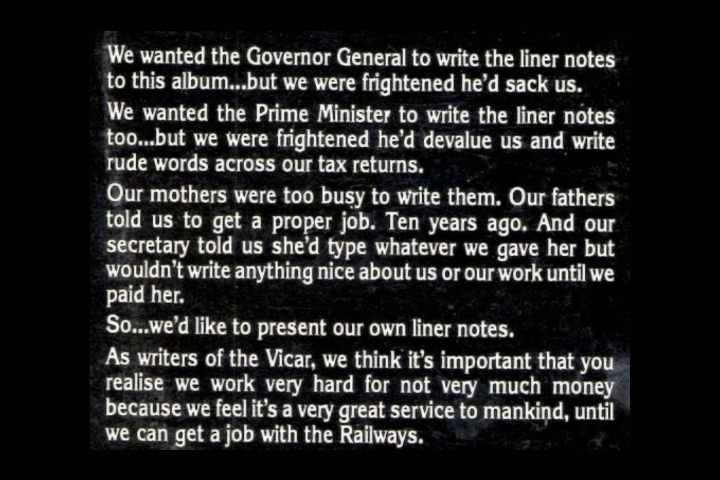 We wanted the Governor General to write the liner notes
to this album...but we were frightened he'd sack us.
We wanted the Prime Minister to write the liner notes
too...but we were frightened he'd devalue us and write
rude words across our tax returns.
Our mothers were too busy to write them. Our fathers
told us to get a proper job. Ten years ago. And our
secretary told us she'd type whatever we gave her but
wouldn't write anything nice about us or our work until we
paid her.
So...we'd like to present our own liner notes.
As writers of the Vicar, we think it's important that you
realise we work very hard for not very much money
because we feel it's a very great service to mankind, until
we can get a job with the Railways.